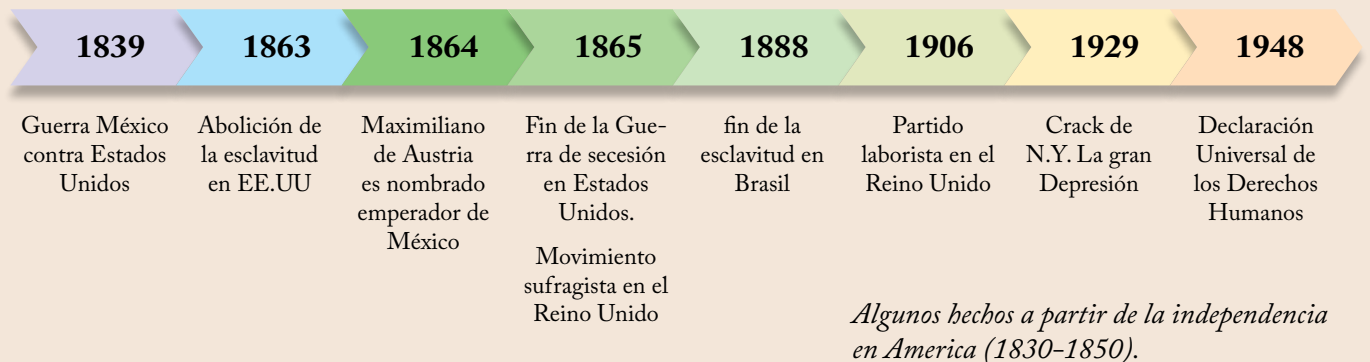 1839
Guerra México
contra Estados
Unidos
1863
Abolición de
la esclavitud
en EE.UU
1864
Maximiliano
de Austria
es nombrado
emperador de
México
1865
Fin de la Gue-
rra de secesión
en Estados
Unidos.
Movimiento
sufragista en el
Reino Unido
1888
fin de la
esclavitud en
Brasil
1906
Partido
laborista en el
Reino Unido
1929
Crack de
N.Y. La gran
Depresión
1948
Declaración
Universal de
los Derechos
Humanos
Algunos hechos a partir de la independencia
en America (1830-1850).